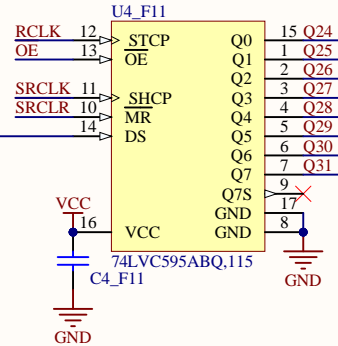 U4_F11
RCLK 12 STCP Q0 15 Q24
OE 13 OE Q1 1 Q25
Q2 2 Q26
SRCLK 11 SHCP Q3 3 Q27
SRCLR 10 MR Q4 4 Q28
14 DS Q5 5 Q29
Q6 6 Q30
Q7 7 Q31
Q7S 9
GND 17
VCC 16 VCC GND 8
74LVC595ABQ,115
C4_F11
GND GND